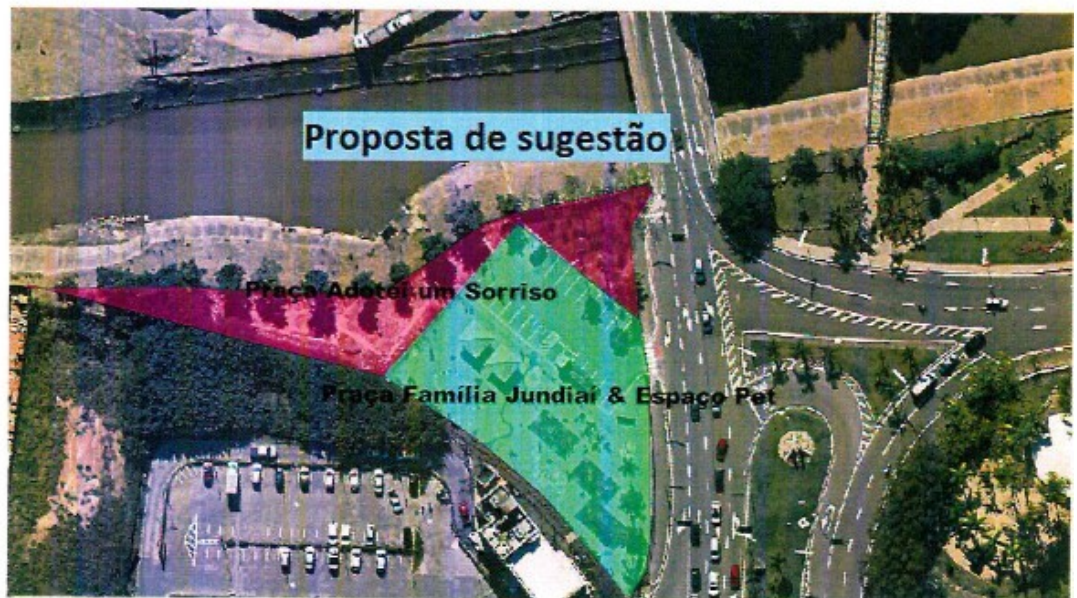 Proposta de sugestão
Praça Adotei um Sorriso
Praça Família Jundiaí & Espaço Pet